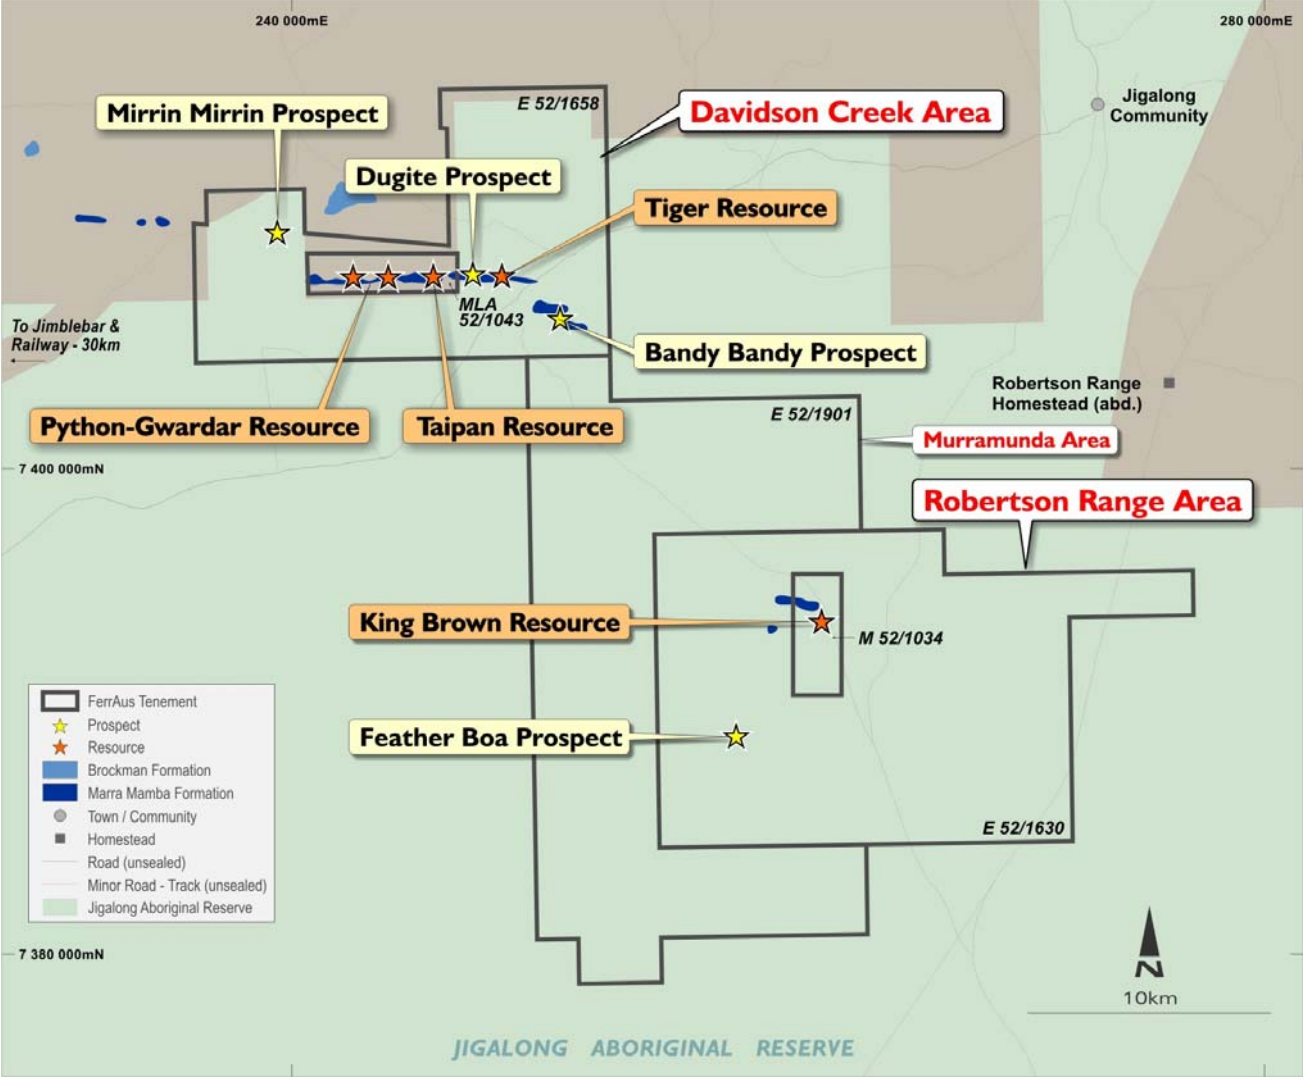 240 000mE
280 000mE
E 52/1658
Mirrin Mirrin Prospect
Davidson Creek Area
Jigalong
Community
Dugite Prospect
Tiger Resource
MLA
52/1043
To Jimblebar &
Railway - 30km
Bandy Bandy Prospect
Robertson Range
Homestead (abd.)
Python-Gwardar Resource
Taipan Resource
E 52/1901
Murramunda Area
7 400 000mN
Robertson Range Area
King Brown Resource
M 52/1034
FerrAus Tenement
Prospect
Resource
Brockman Formation
Marra Mamba Formation
Town / Community
Homestead
Road (unsealed)
Minor Road - Track (unsealed)
Jigalong Aboriginal Reserve
Feather Boa Prospect
E 52/1630
7 380 000mN
N
10km
JIGALONG ABORIGINAL RESERVE